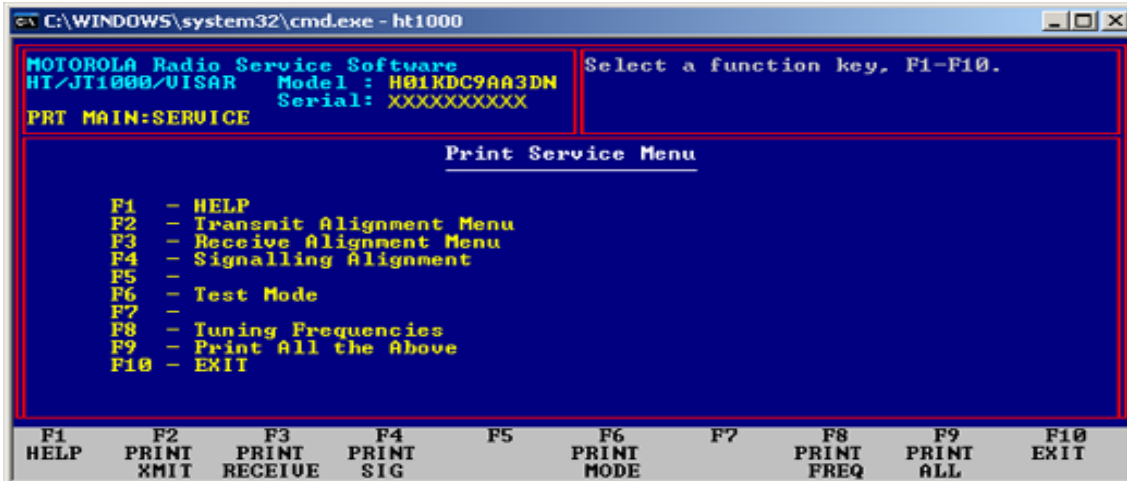 C:\WINDOWS\system32\cmd.exe - ht1000
MOTOROLA Radio Service Software
HT/JT1000/VISAR Model : H01KDC9AA3DN
Serial: XXXXXXXXXX
PRT MAIN:SERVICE
Select a function key, F1-F10.
Print Service Menu
F1 - HELP
F2 - Transmit Alignment Menu
F3 - Receive Alignment Menu
F4 - Signalling Alignment
F5 -
F6 - Test Mode
F7 -
F8 - Tuning Frequencies
F9 - Print All the Above
F10 - EXIT
F1 F2 F3 F4 F5 F6 F7 F8 F9 F10
HELP PRINT PRINT PRINT PRINT PRINT PRINT EXIT
XMIT RECEIVE SIG MODE FREQ ALL